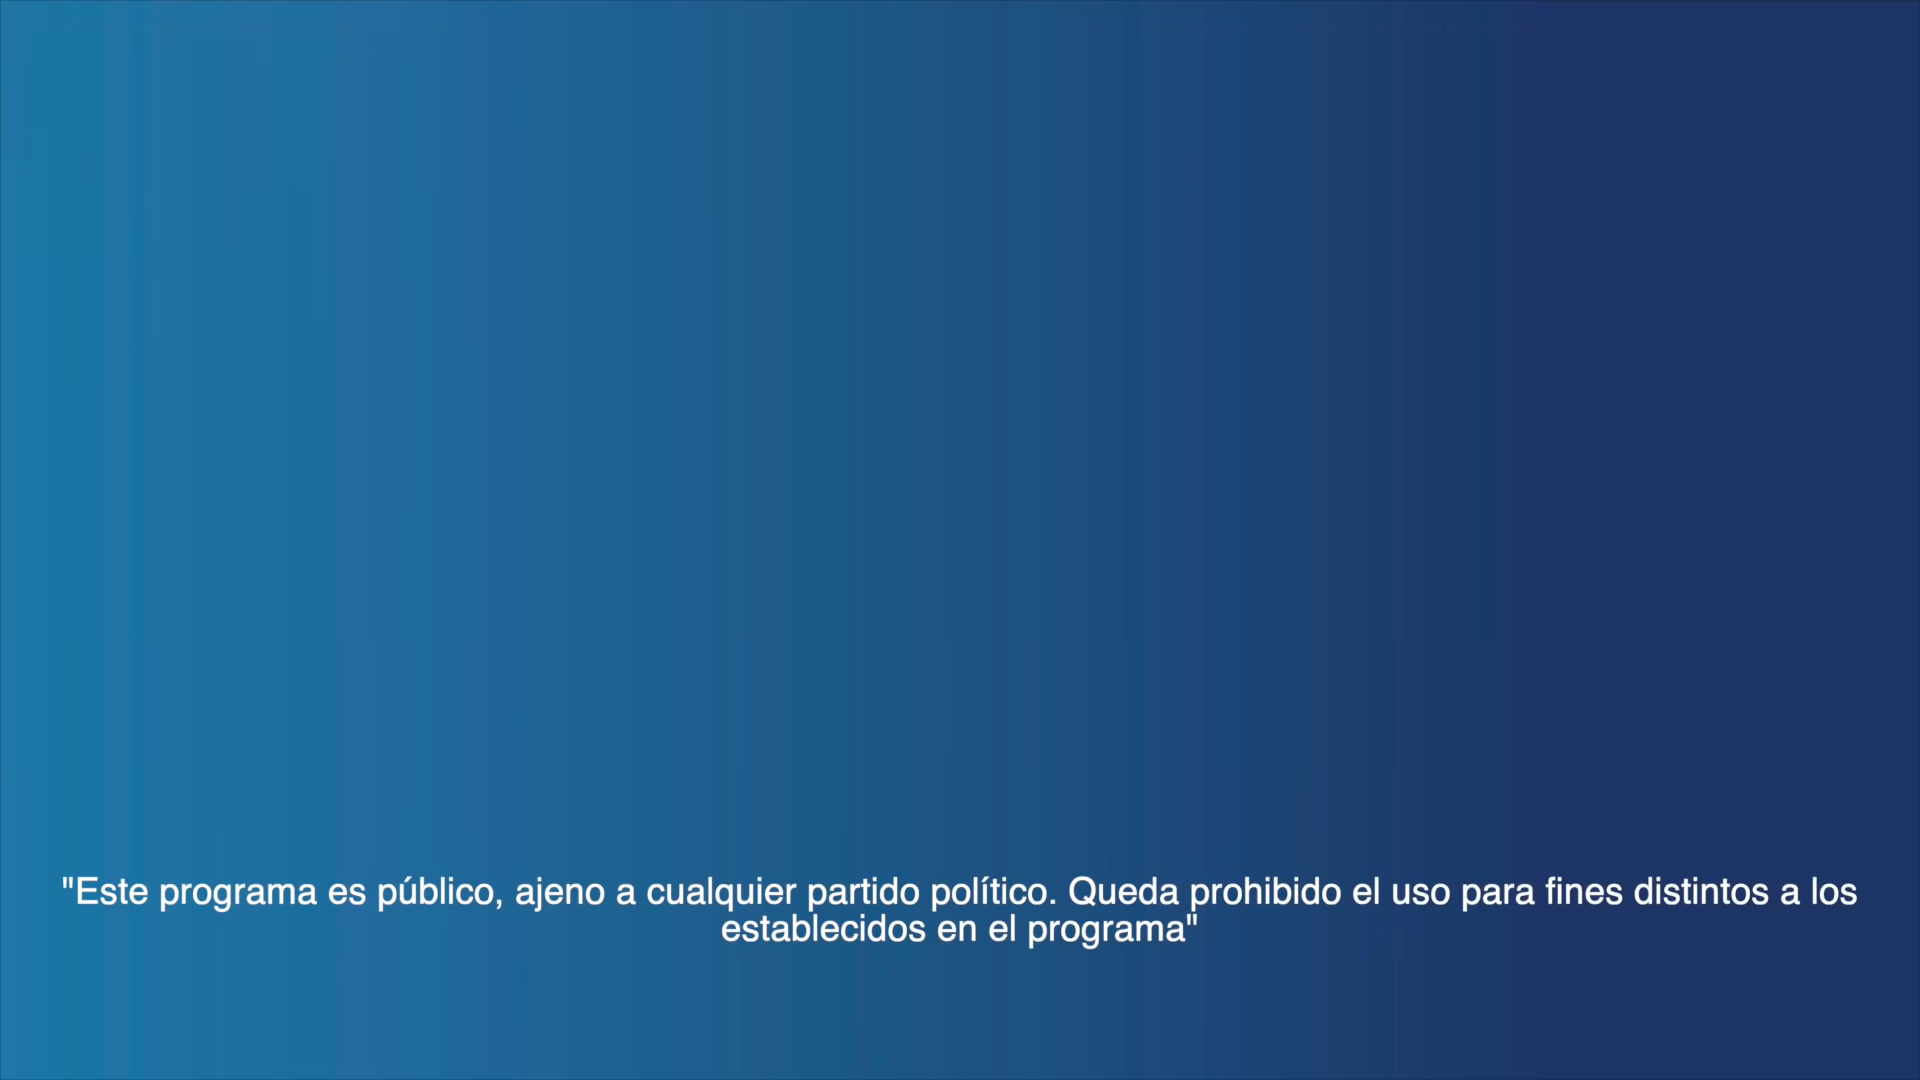 "Este programa es público, ajeno a cualquier partido político. Queda prohibido el uso para fines distintos a los
establecidos en el programa"